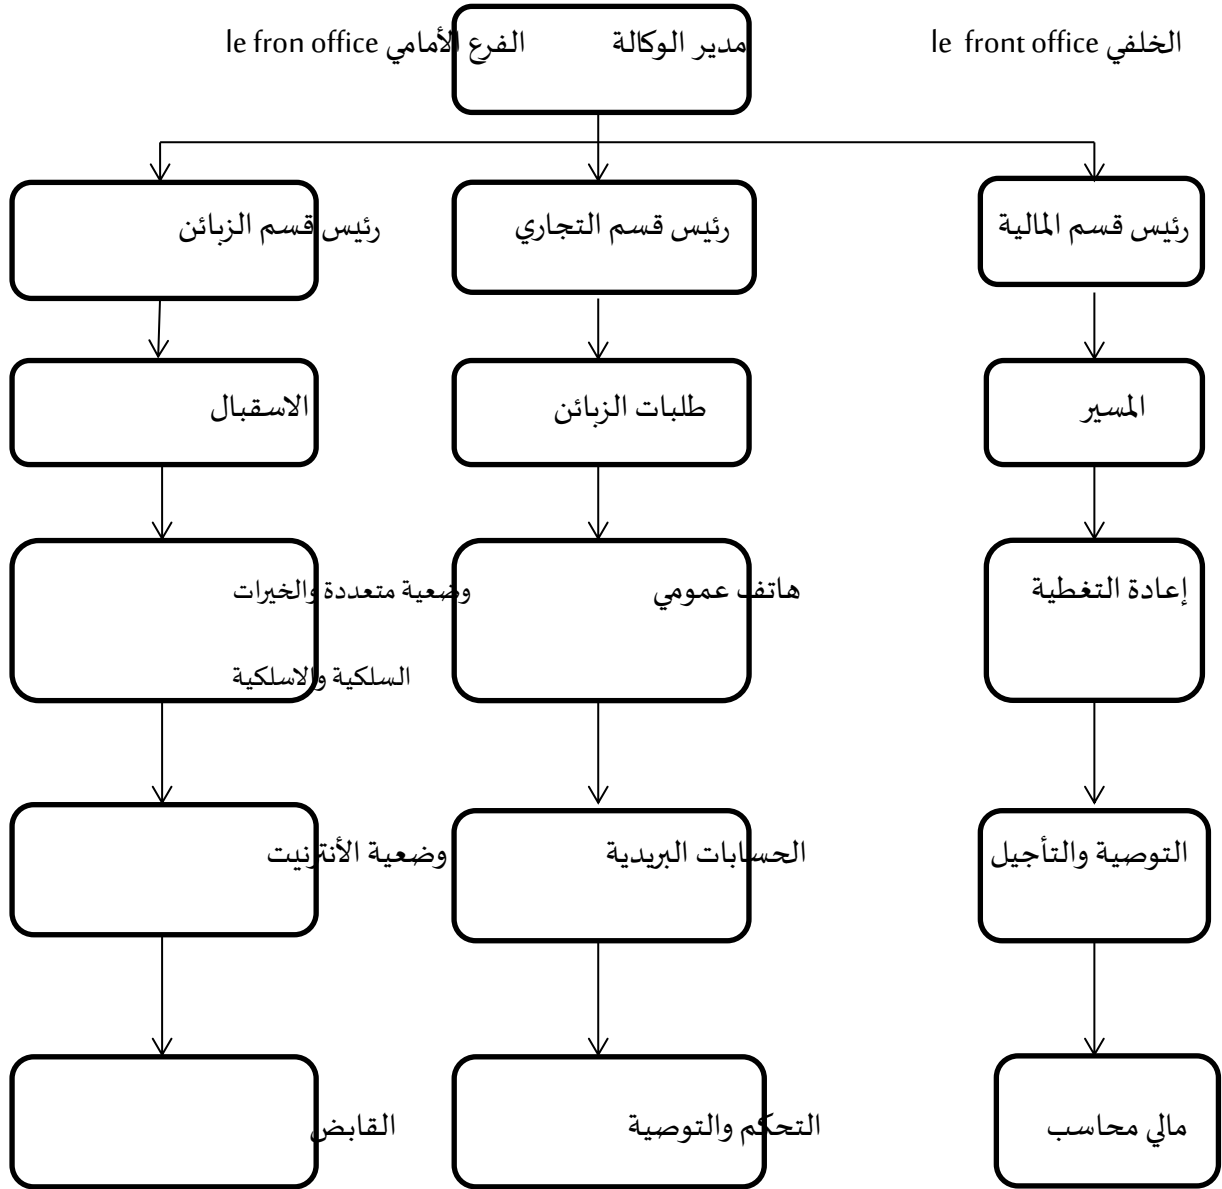 الخلفي le front office
مدير الوكالة
الفرع الأمامي le fron office
رئيس قسم المالية
رئيس قسم التجاري
رئيس قسم الزبائن
المسير
طلبات الزبائن
الاسقبال
إعادة التغطية
هاتف عمومي
وضعية متعددة والخيرات
السلكية والاسلكية
التوصية والتأجيل
الحسابات البريدية
وضعية الأنترنيت
مالي محاسب
التحكم والتوصية
القابض